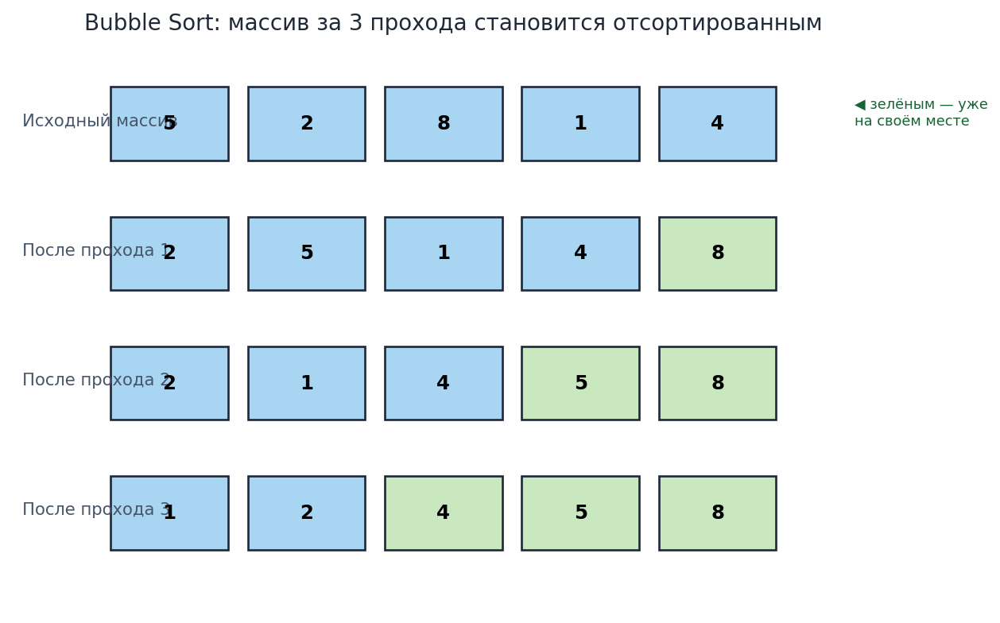 Bubble Sort: массив за 3 прохода становится отсортированным
Исходный массив 5 2 8 1 4
◀ зелёным — уже
на своём месте
После прохода 1 2 5 1 4 8
После прохода 2 2 1 4 5 8
После прохода 3 1 2 4 5 8